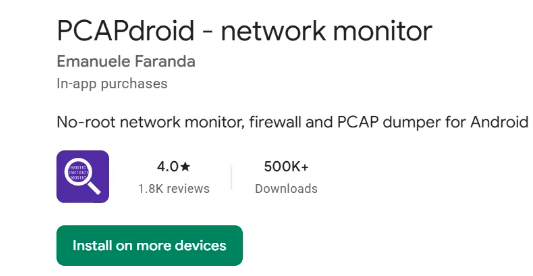 PCAPdroid - network monitor
Emanuele Faranda
In-app purchases
No-root network monitor, firewall and PCAP dumper for Android
4.0★ 500K+
1.8K reviews Downloads
Install on more devices